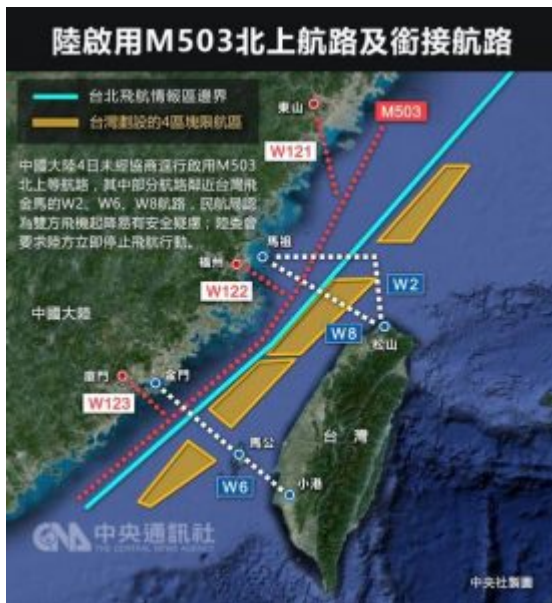 陸啟用M503北上航路及銜接航路
台北飛航情報區邊界
台灣劃設的4區塊限航區
中國大陸4日未經協商逕行啟用M503
北上等航路，其中部分航路鄰近台灣飛
金馬的W2、W6、W8航路，民航局認
為雙方飛機起降易有安全疑慮；陸委會
要求陸方立即停止飛航行動。
東山
M503
W121
馬祖
福州
W122
W2
中國大陸
W8
松山
廈門
金門
W123
台灣
馬公
W6
小港
CNA 中央通訊社
THE CENTRAL NEWS AGENCY
中央社製圖